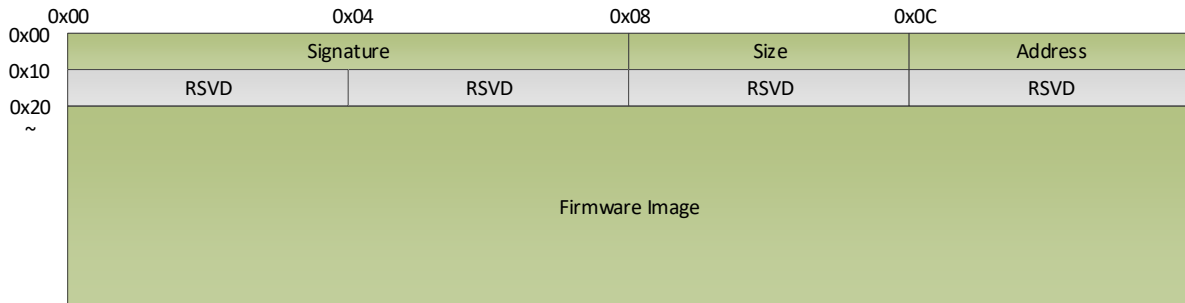 0x00 0x04 0x08 0x0C
0x00 Signature Size Address
0x10 RSVD RSVD RSVD RSVD
0x20
~
Firmware Image